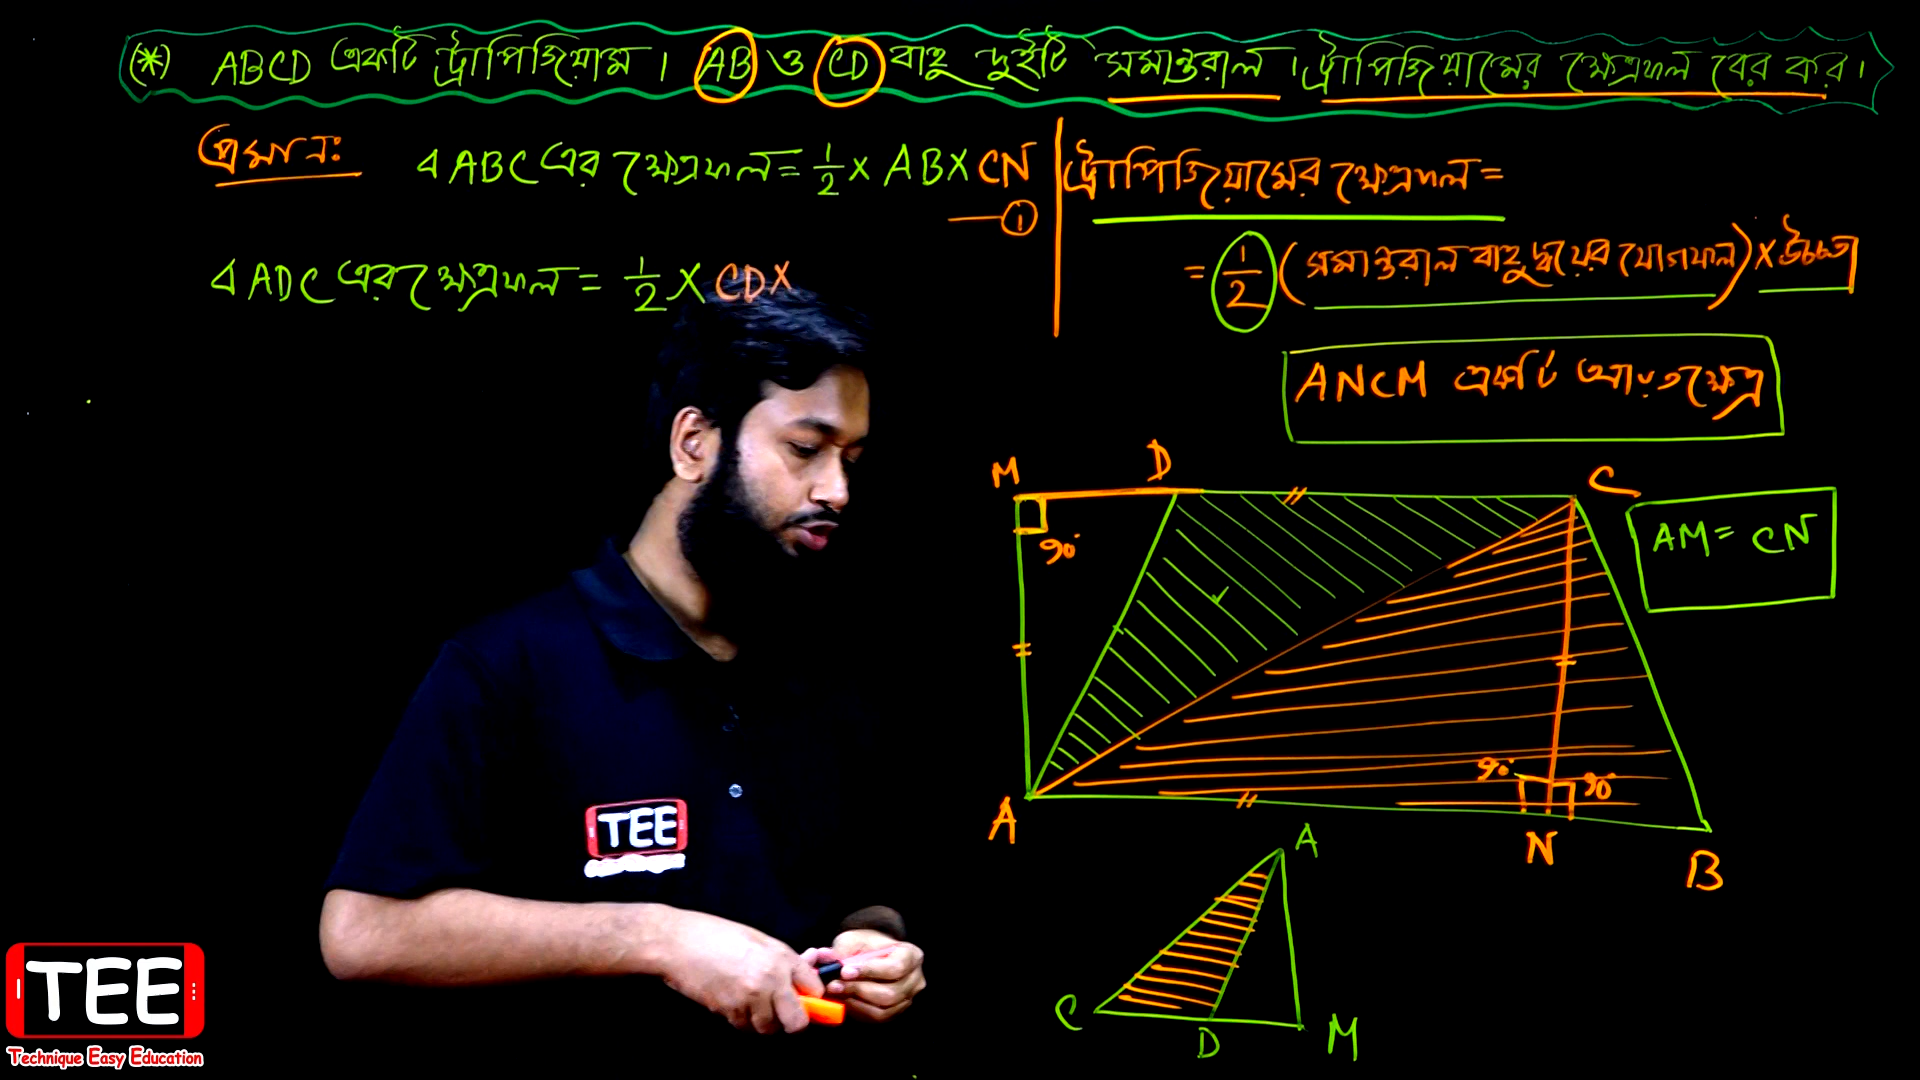 (*) ABCD একটি ট্রাপিজিয়াম। AB ও CD বাহু দুইটি সমান্তরাল। ট্রাপিজিয়ামের ক্ষেত্রফল বের কর।
প্রমানঃ
⊲ABC এর ক্ষেত্রফল = 1/2 × AB × CN
— ①
⊲ADC এর ক্ষেত্রফল = 1/2 × CD ×
ট্রাপিজিয়ামের ক্ষেত্রফল =
= 1/2 (সমান্তরাল বাহুদ্বয়ের যোগফল) × উচ্চতা
ANCM একটি আয়তক্ষেত্র
M D C
90°
AM = CN
90° 90°
A N B
A
C D M
TEE
TEE
Technique Easy Education